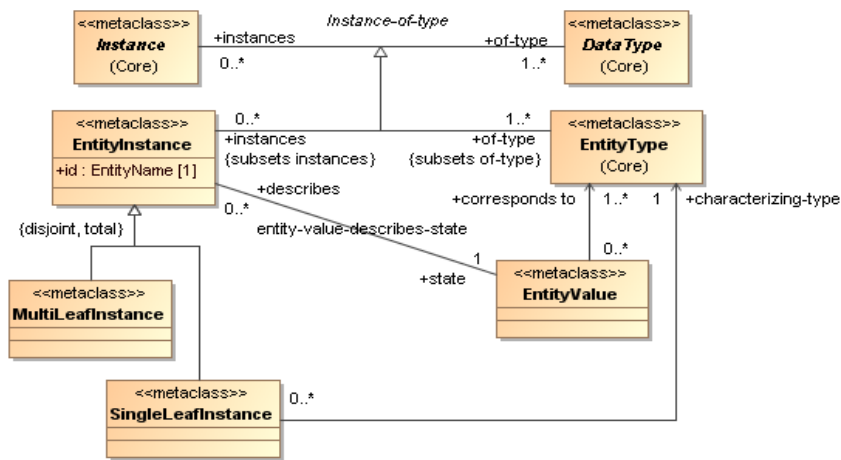 Instance-of-type
<<metaclass>>
Instance
(Core)
+instances
0..*
+of-type
1..*
<<metaclass>>
DataType
(Core)
<<metaclass>>
EntityInstance
+id : EntityName [1]
0..*
+instances
{subsets instances}
1..*
+of-type
{subsets of-type}
<<metaclass>>
EntityType
(Core)
+describes
0..*
entity-value-describes-state
1
+state
+corresponds to
1..*
1
+characterizing-type
0..*
{disjoint, total}
<<metaclass>>
EntityValue
<<metaclass>>
MultiLeafInstance
<<metaclass>>
SingleLeafInstance
0..*